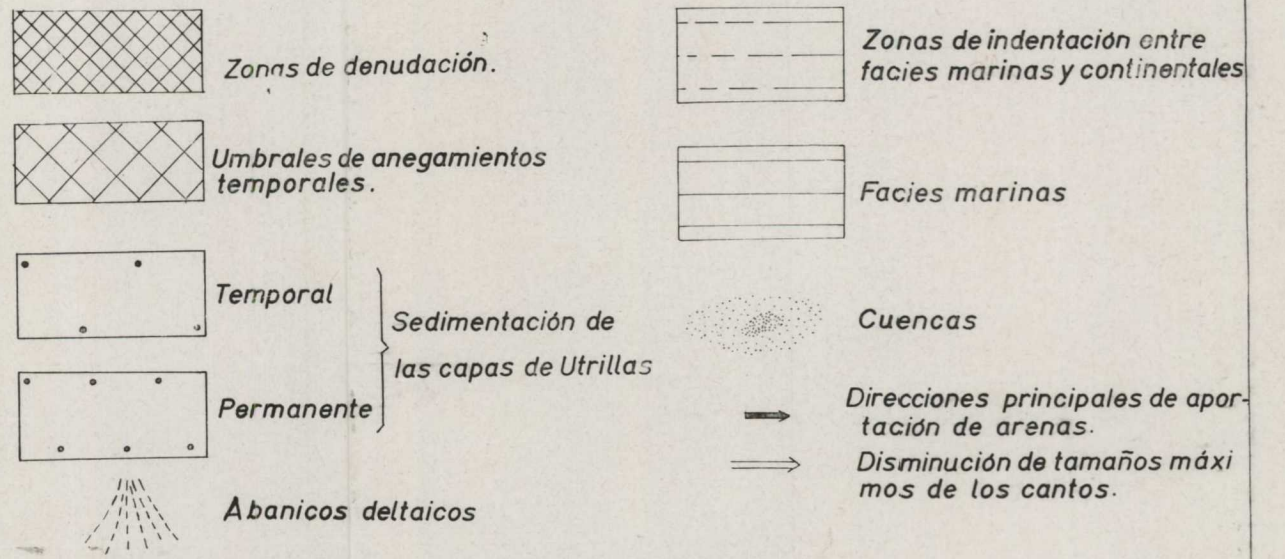 Zonas de denudación.
Umbrales de anegamientos
temporales.
Temporal
Permanente
Sedimentación de
las capas de Utrillas
Abanicos deltaicos
Zonas de indentación entre
facies marinas y continentales
Facies marinas
Cuencas
Direcciones principales de apor-
tación de arenas.
Disminución de tamaños máxi
mos de los cantos.